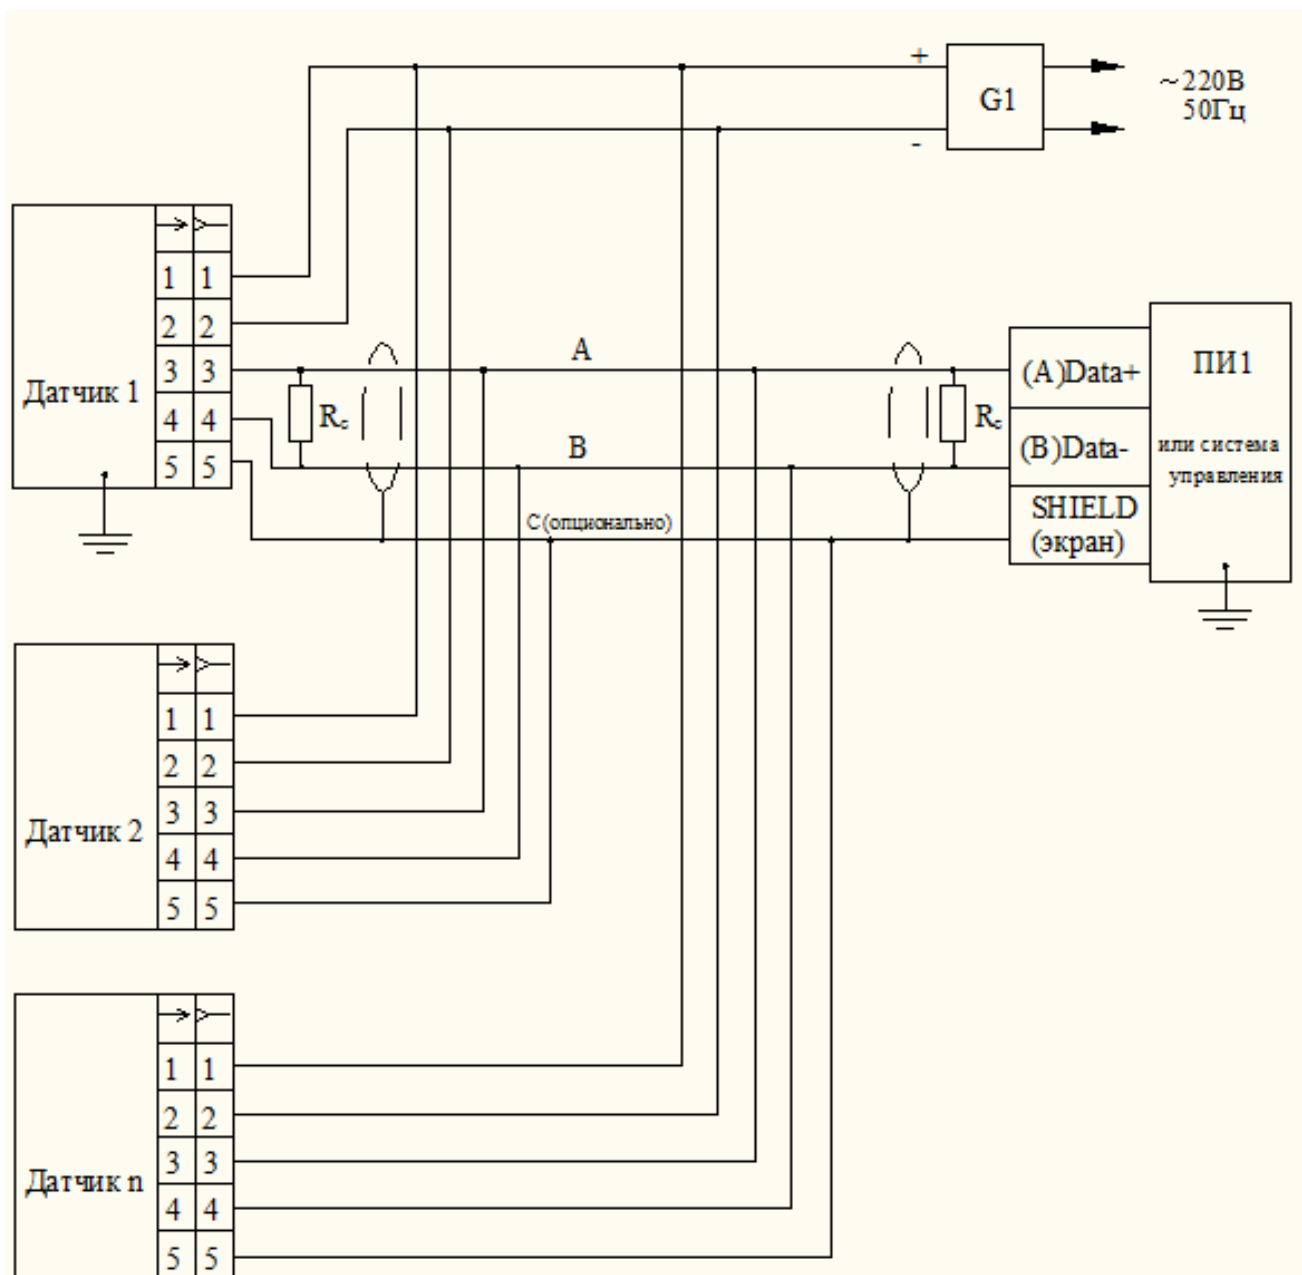 +
G1
~220В
50Гц
-
Датчик 1
1 1
2 2
3 3
4 4
5 5
A
Rc
B
C(опционально)
Rc
(A)Data+
(B)Data-
SHIELD
(экран)
ПИ1
или система
управления
Датчик 2
1 1
2 2
3 3
4 4
5 5
Датчик n
1 1
2 2
3 3
4 4
5 5